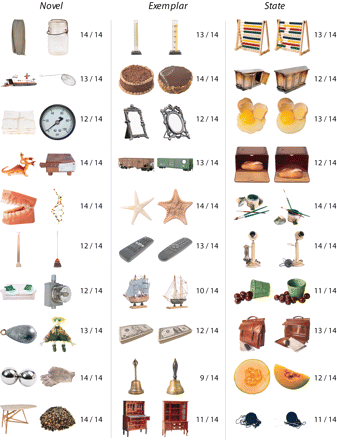 Novel Exemplar State
14 / 14 13 / 14 13 / 14
13 / 14 14 / 14 12 / 14
12 / 14 12 / 14 13 / 14
14 / 14 13 / 14 12 / 14
14 / 14 14 / 14 14 / 14
12 / 14 13 / 14 14 / 14
12 / 14 10 / 14 11 / 14
13 / 14 12 / 14 13 / 14
14 / 14 9 / 14 12 / 14
14 / 14 11 / 14 11 / 14